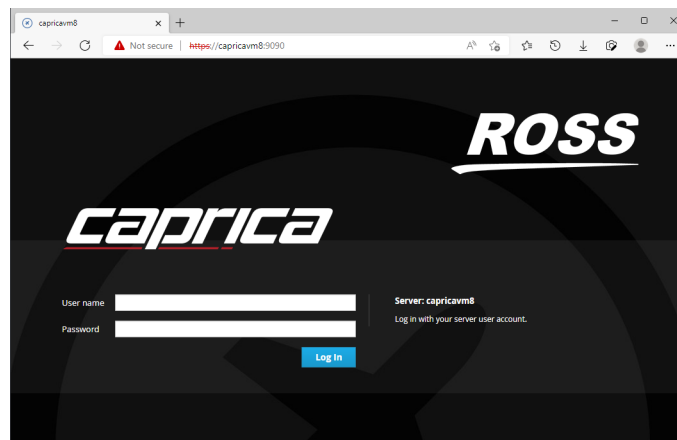 capricavm8
Not secure https://capricavm8:9090
ROSS
caprica
User name
Server: capricavm8
Log in with your server user account.
Password
Log In